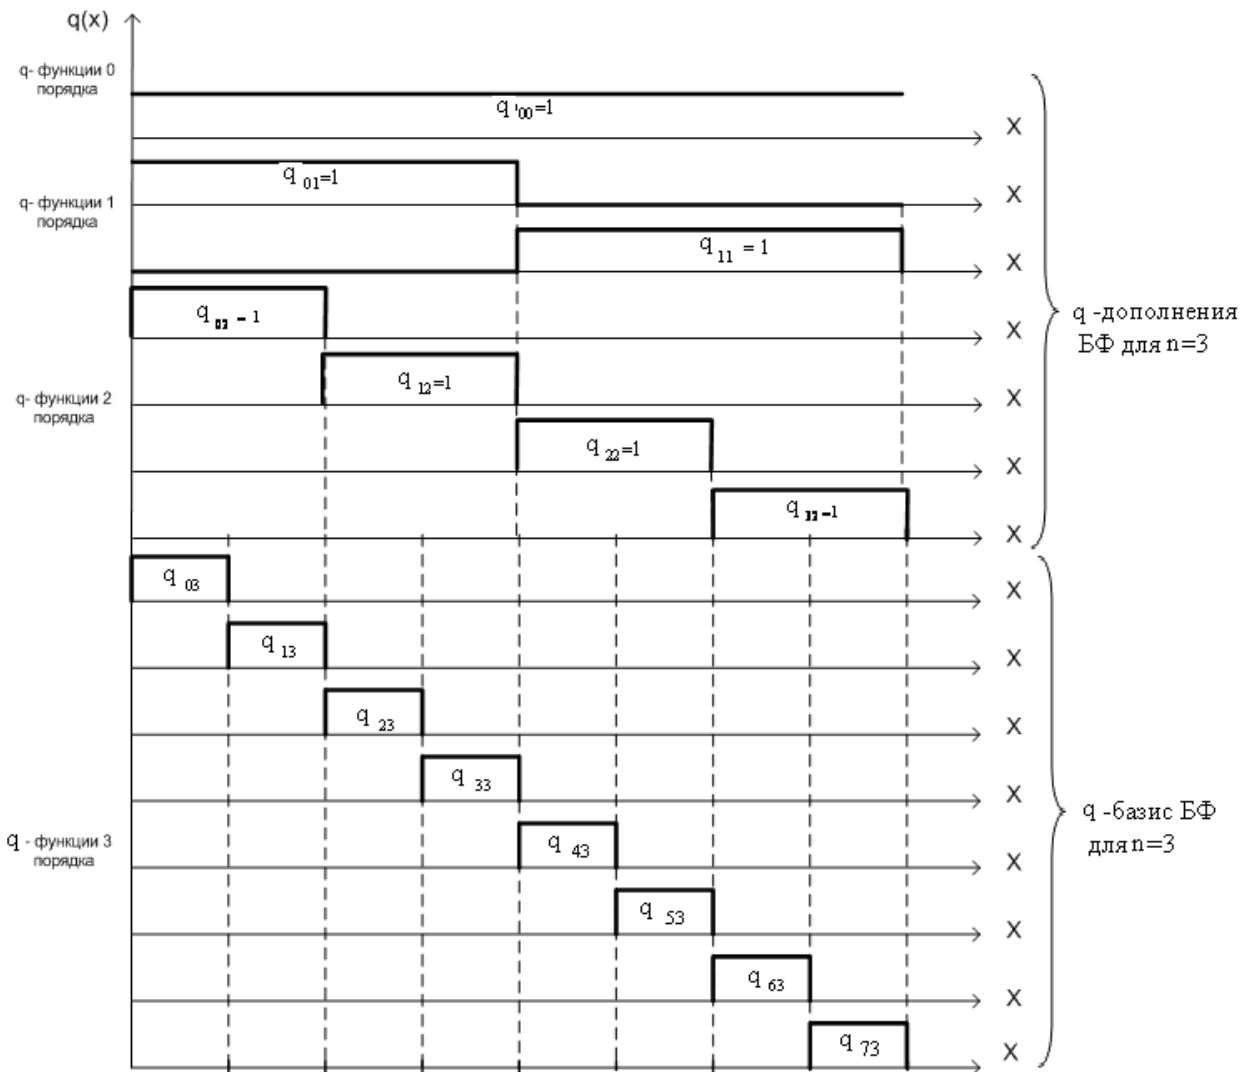 q(x)
q- функции 0
порядка
q '00=1
X
q 01=1
X
q- функции 1
порядка
q 11 = 1
X
q -дополнения
БФ для n=3
X
q 12=1
X
q- функции 2
порядка
q 22=1
X
X
q 03
X
q 13
X
q 23
X
q 33
X
q -базис БФ
для n=3
q - функции 3
порядка
q 43
X
q 53
X
q 63
X
q 73
X